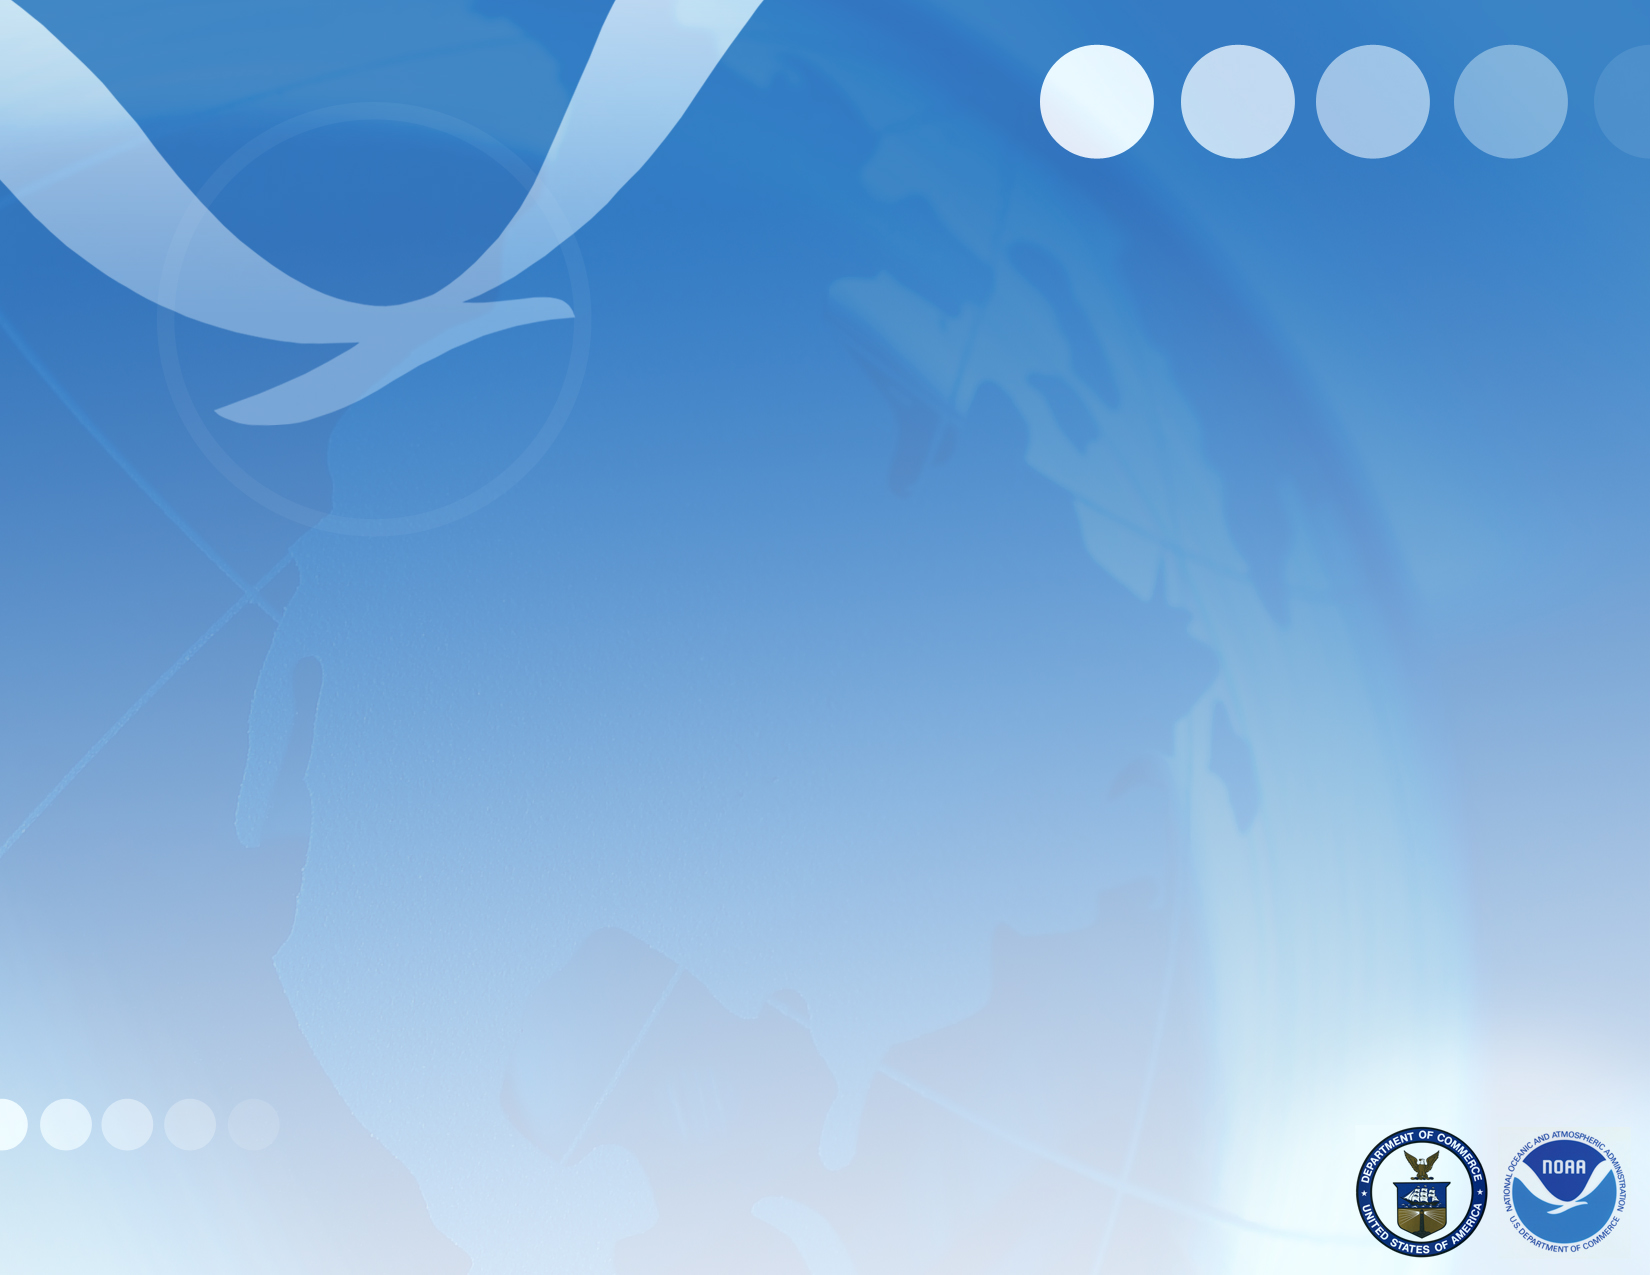 DEPARTMENT OF COMMERCE
UNITED STATES OF AMERICA
NATIONAL OCEANIC AND ATMOSPHERIC ADMINISTRATION
NOAA
U.S. DEPARTMENT OF COMMERCE